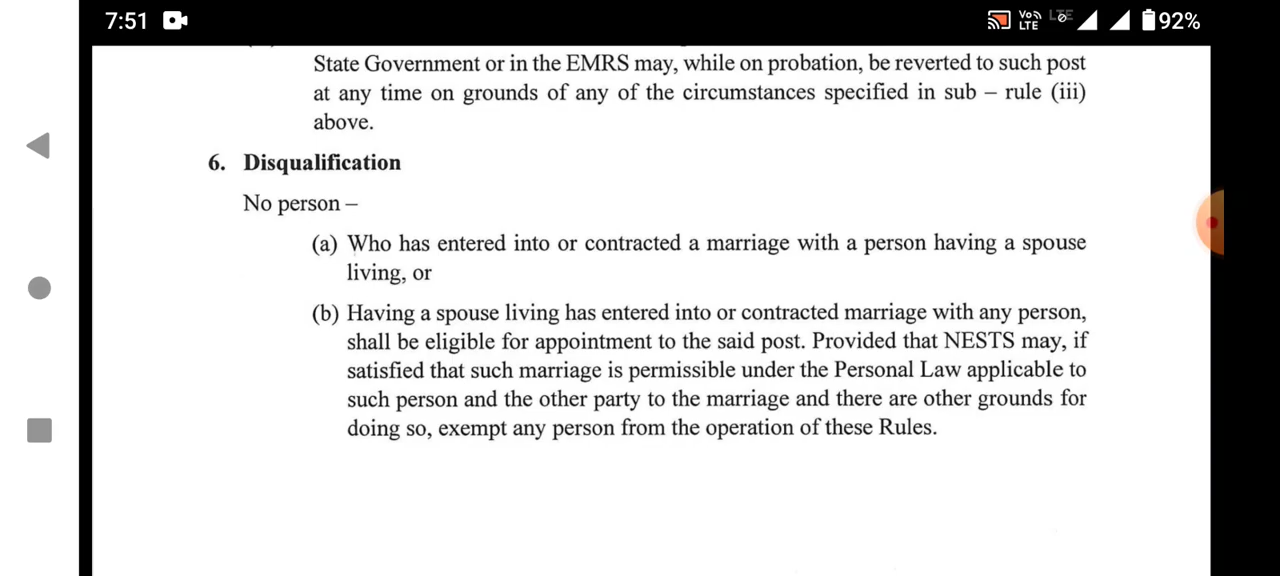 7:51
Vo)) LTE
LTE
92%
State Government or in the EMRS may, while on probation, be reverted to such post
at any time on grounds of any of the circumstances specified in sub – rule (iii)
above.
6. Disqualification
No person –
(a) Who has entered into or contracted a marriage with a person having a spouse
living, or
(b) Having a spouse living has entered into or contracted marriage with any person,
shall be eligible for appointment to the said post. Provided that NESTS may, if
satisfied that such marriage is permissible under the Personal Law applicable to
such person and the other party to the marriage and there are other grounds for
doing so, exempt any person from the operation of these Rules.